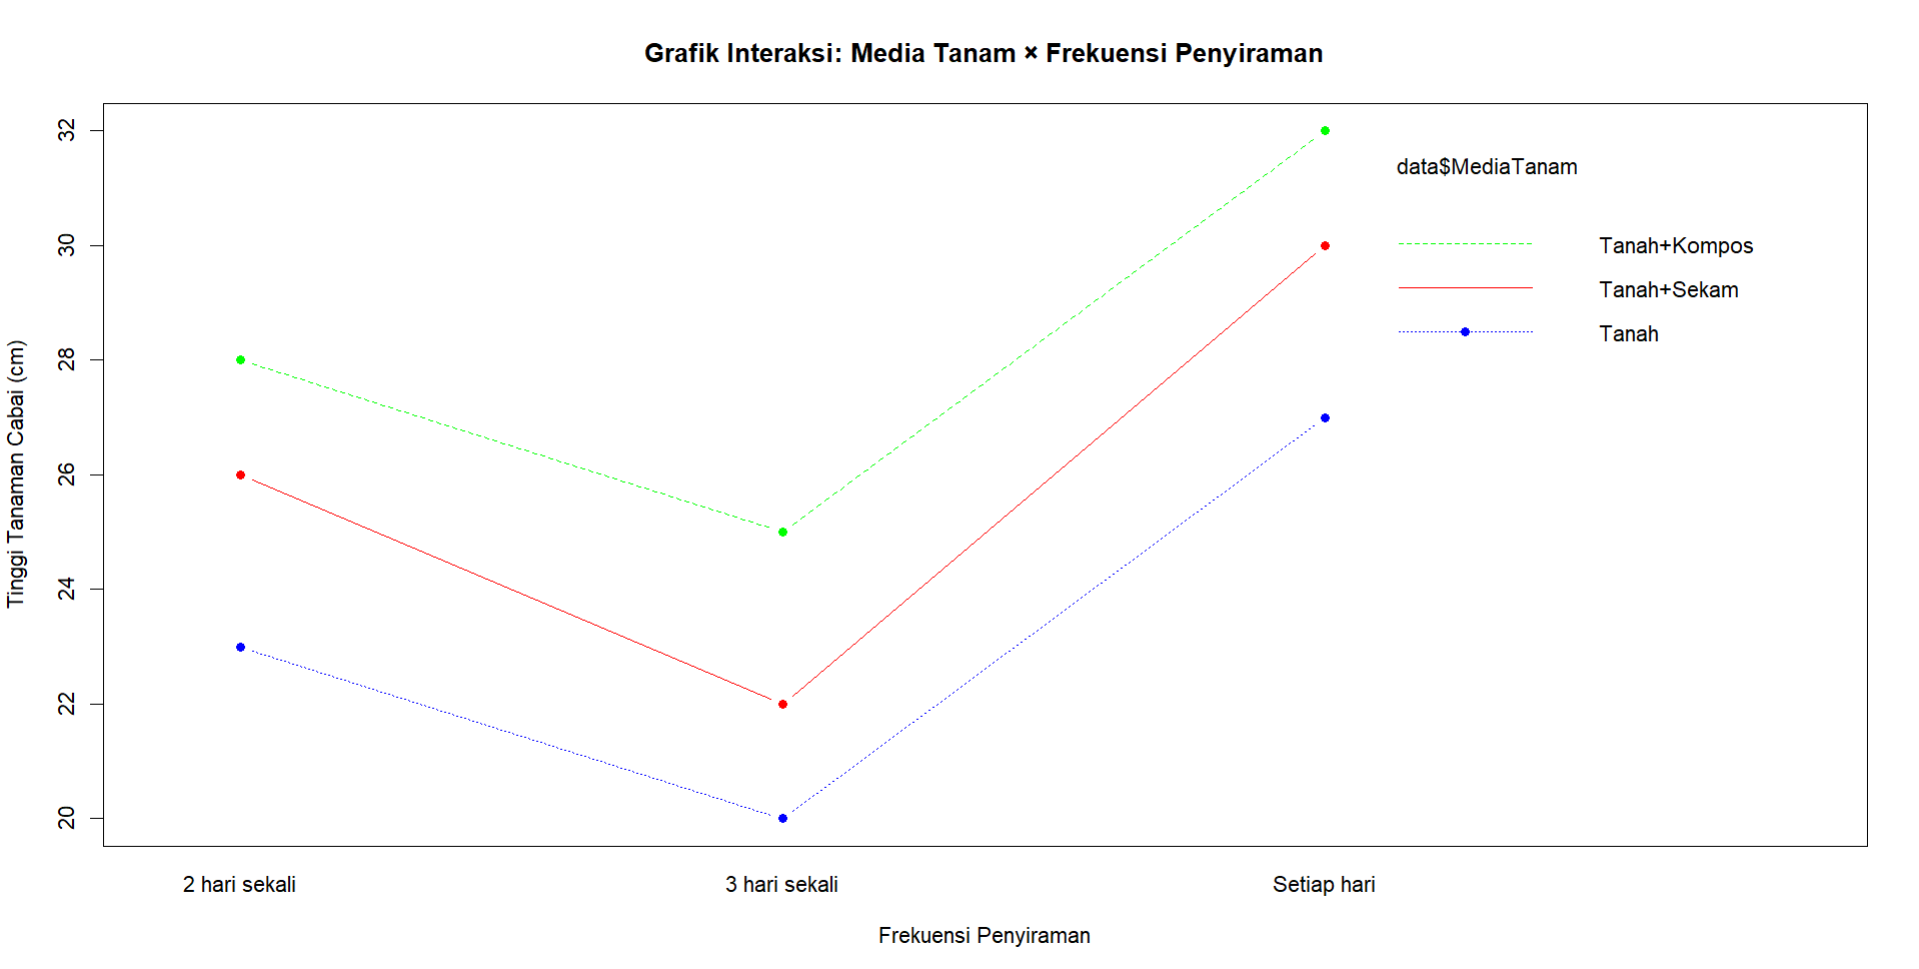 Grafik Interaksi: Media Tanam × Frekuensi Penyiraman
Tinggi Tanaman Cabai (cm)
32
30
28
26
24
22
20
data$MediaTanam
Tanah+Kompos
Tanah+Sekam
Tanah
2 hari sekali
3 hari sekali
Setiap hari
Frekuensi Penyiraman